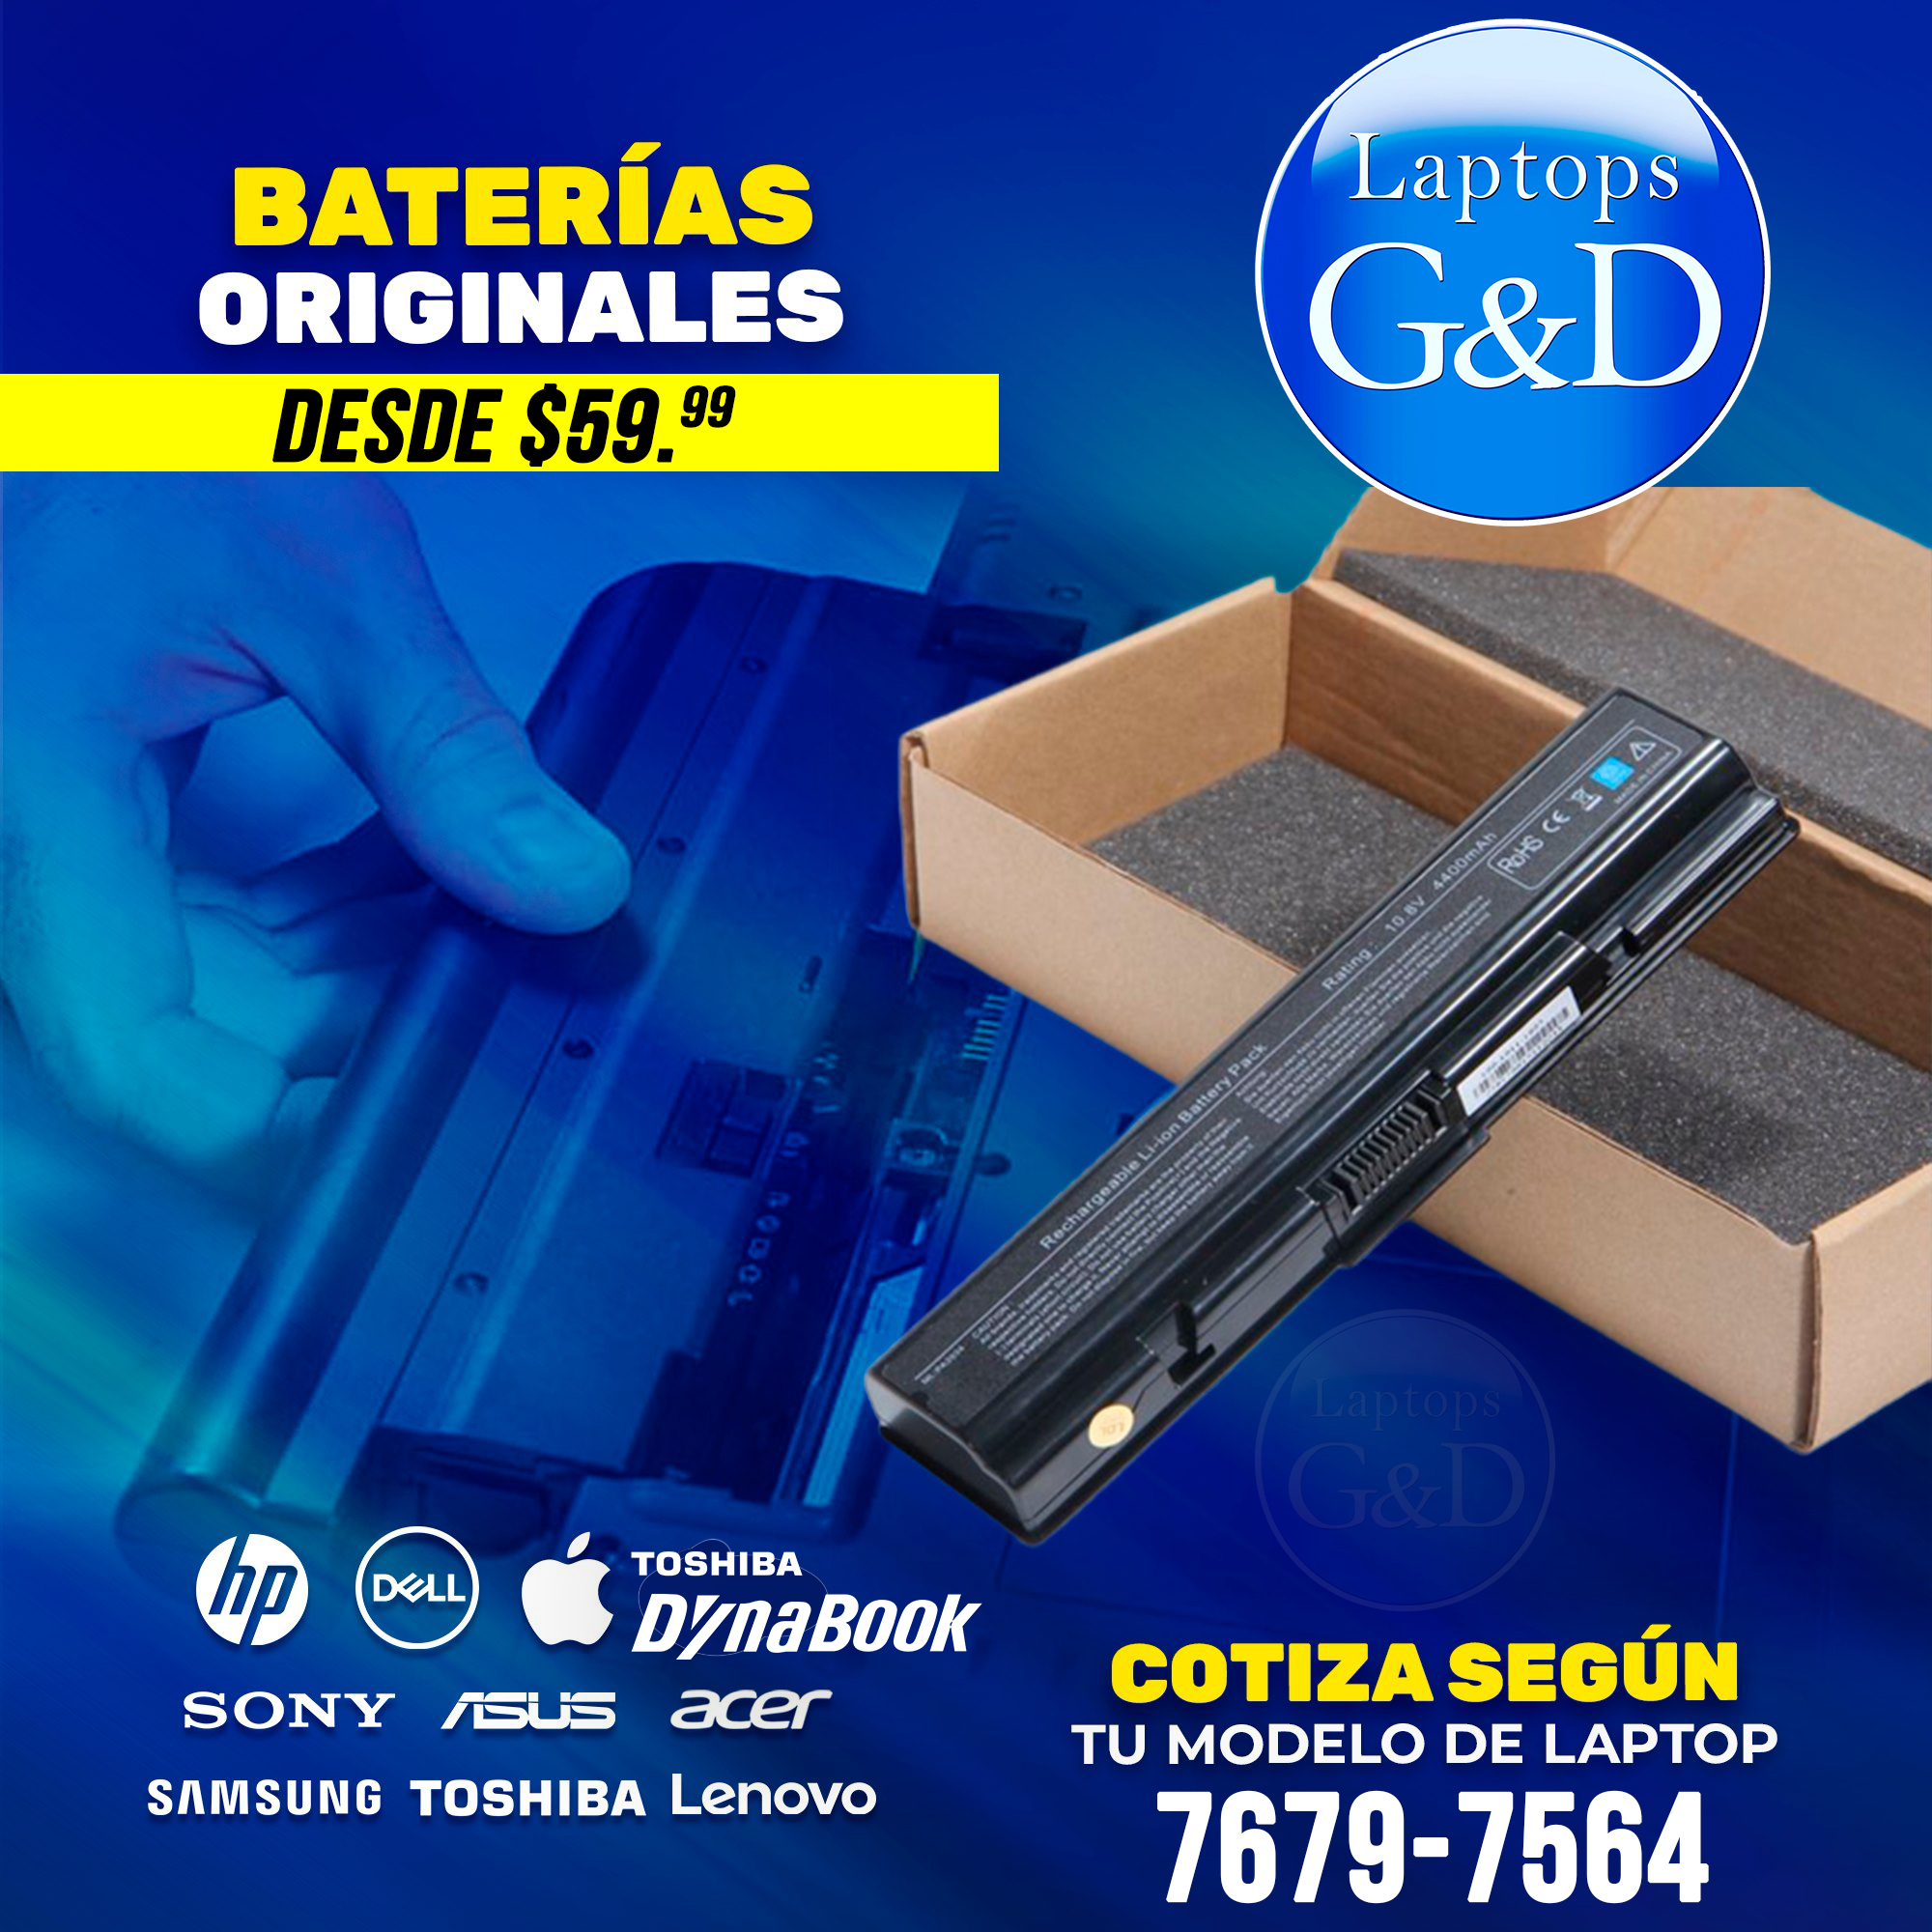 Laptops
G&D
BATERÍAS
ORIGINALES
DESDE $59.99
Rating: 10.8V 4400mAh
RoHS CE
Rechargeable Li-ion Battery Pack
CAUTION
Laptops
G&D
hp
DELL
TOSHIBA
DynaBook
SONY ASUS acer
SAMSUNG TOSHIBA Lenovo
COTIZA SEGÚN
TU MODELO DE LAPTOP
7679-7564